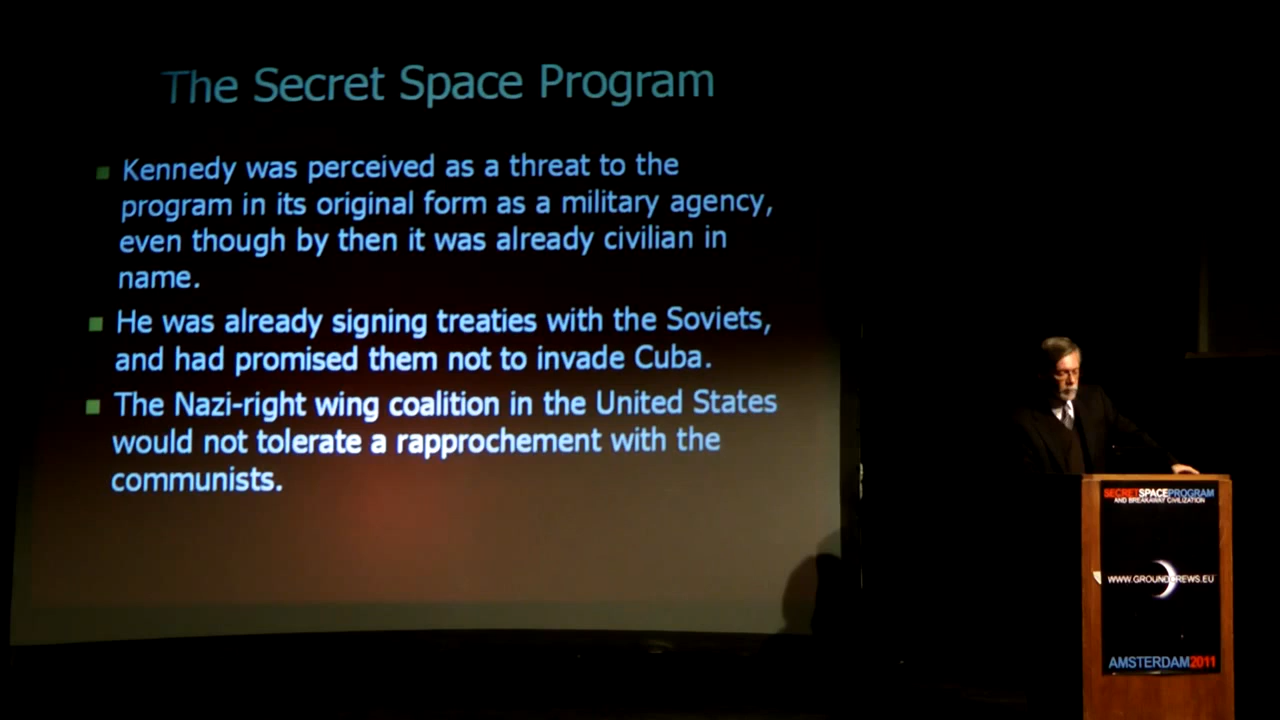 The Secret Space Program
Kennedy was perceived as a threat to the
program in its original form as a military agency,
even though by then it was already civilian in
name.
He was already signing treaties with the Soviets,
and had promised them not to invade Cuba.
The Nazi-right wing coalition in the United States
would not tolerate a rapprochement with the
communists.
SECRETSPACEPROGRAM
AND BREAKAWAY CIVILIZATION
WWW.GROUNDCREWS.EU
AMSTERDAM2011